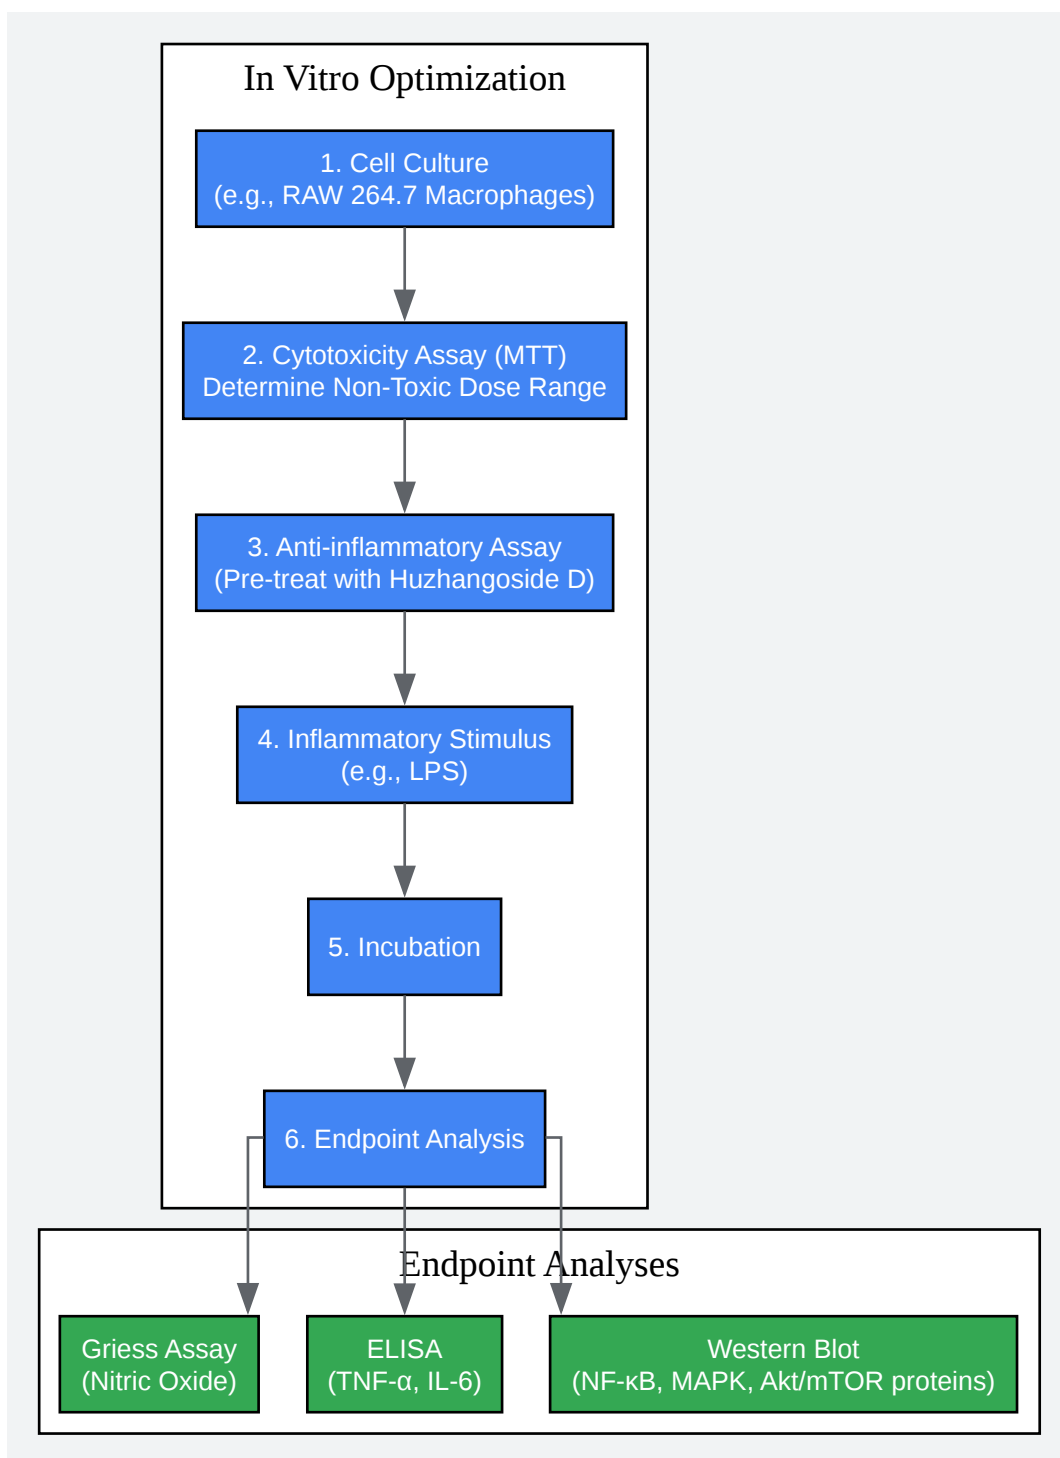 In Vitro Optimization
1. Cell Culture
(e.g., RAW 264.7 Macrophages)
2. Cytotoxicity Assay (MTT)
Determine Non-Toxic Dose Range
3. Anti-inflammatory Assay
(Pre-treat with Huzhangoside D)
4. Inflammatory Stimulus
(e.g., LPS)
5. Incubation
6. Endpoint Analysis
Endpoint Analyses
Griess Assay
(Nitric Oxide)
ELISA
(TNF-α, IL-6)
Western Blot
(NF-κB, MAPK, Akt/mTOR proteins)